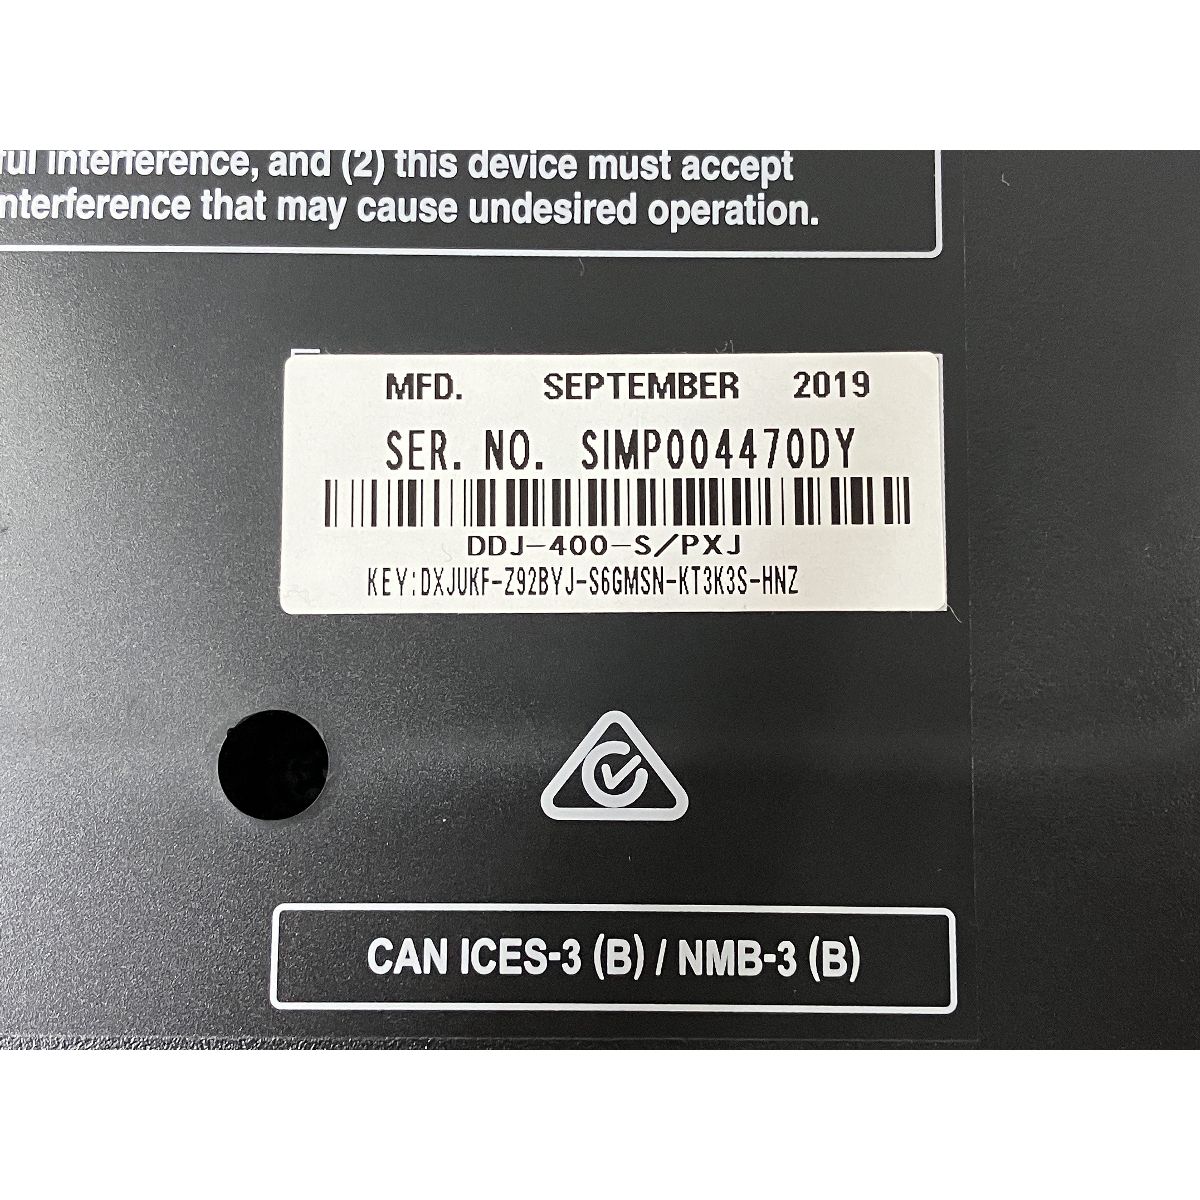 ful interference, and (2) this device must accept
nterference that may cause undesired operation.
MFD. SEPTEMBER 2019
SER. NO. SIMP004470DY
DDJ-400-S/PXJ
KEY:DXJUKF-Z92BYJ-S6GMSN-KT3K3S-HNZ
CAN ICES-3 (B) / NMB-3 (B)